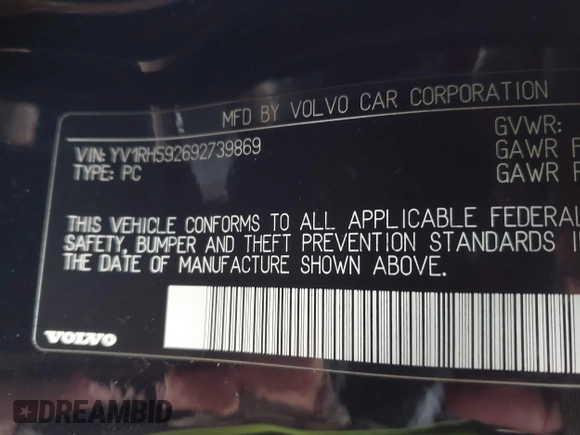 MFD BY VOLVO CAR CORPORATION
VIN: YV1RH592692739869
TYPE: PC
GVWR:
GAWR F
GAWR
THIS VEHICLE CONFORMS TO ALL APPLICABLE FEDERAL
SAFETY, BUMPER AND THEFT PREVENTION STANDARDS
THE DATE OF MANUFACTURE SHOWN ABOVE.
VOLVO
DREAMBID